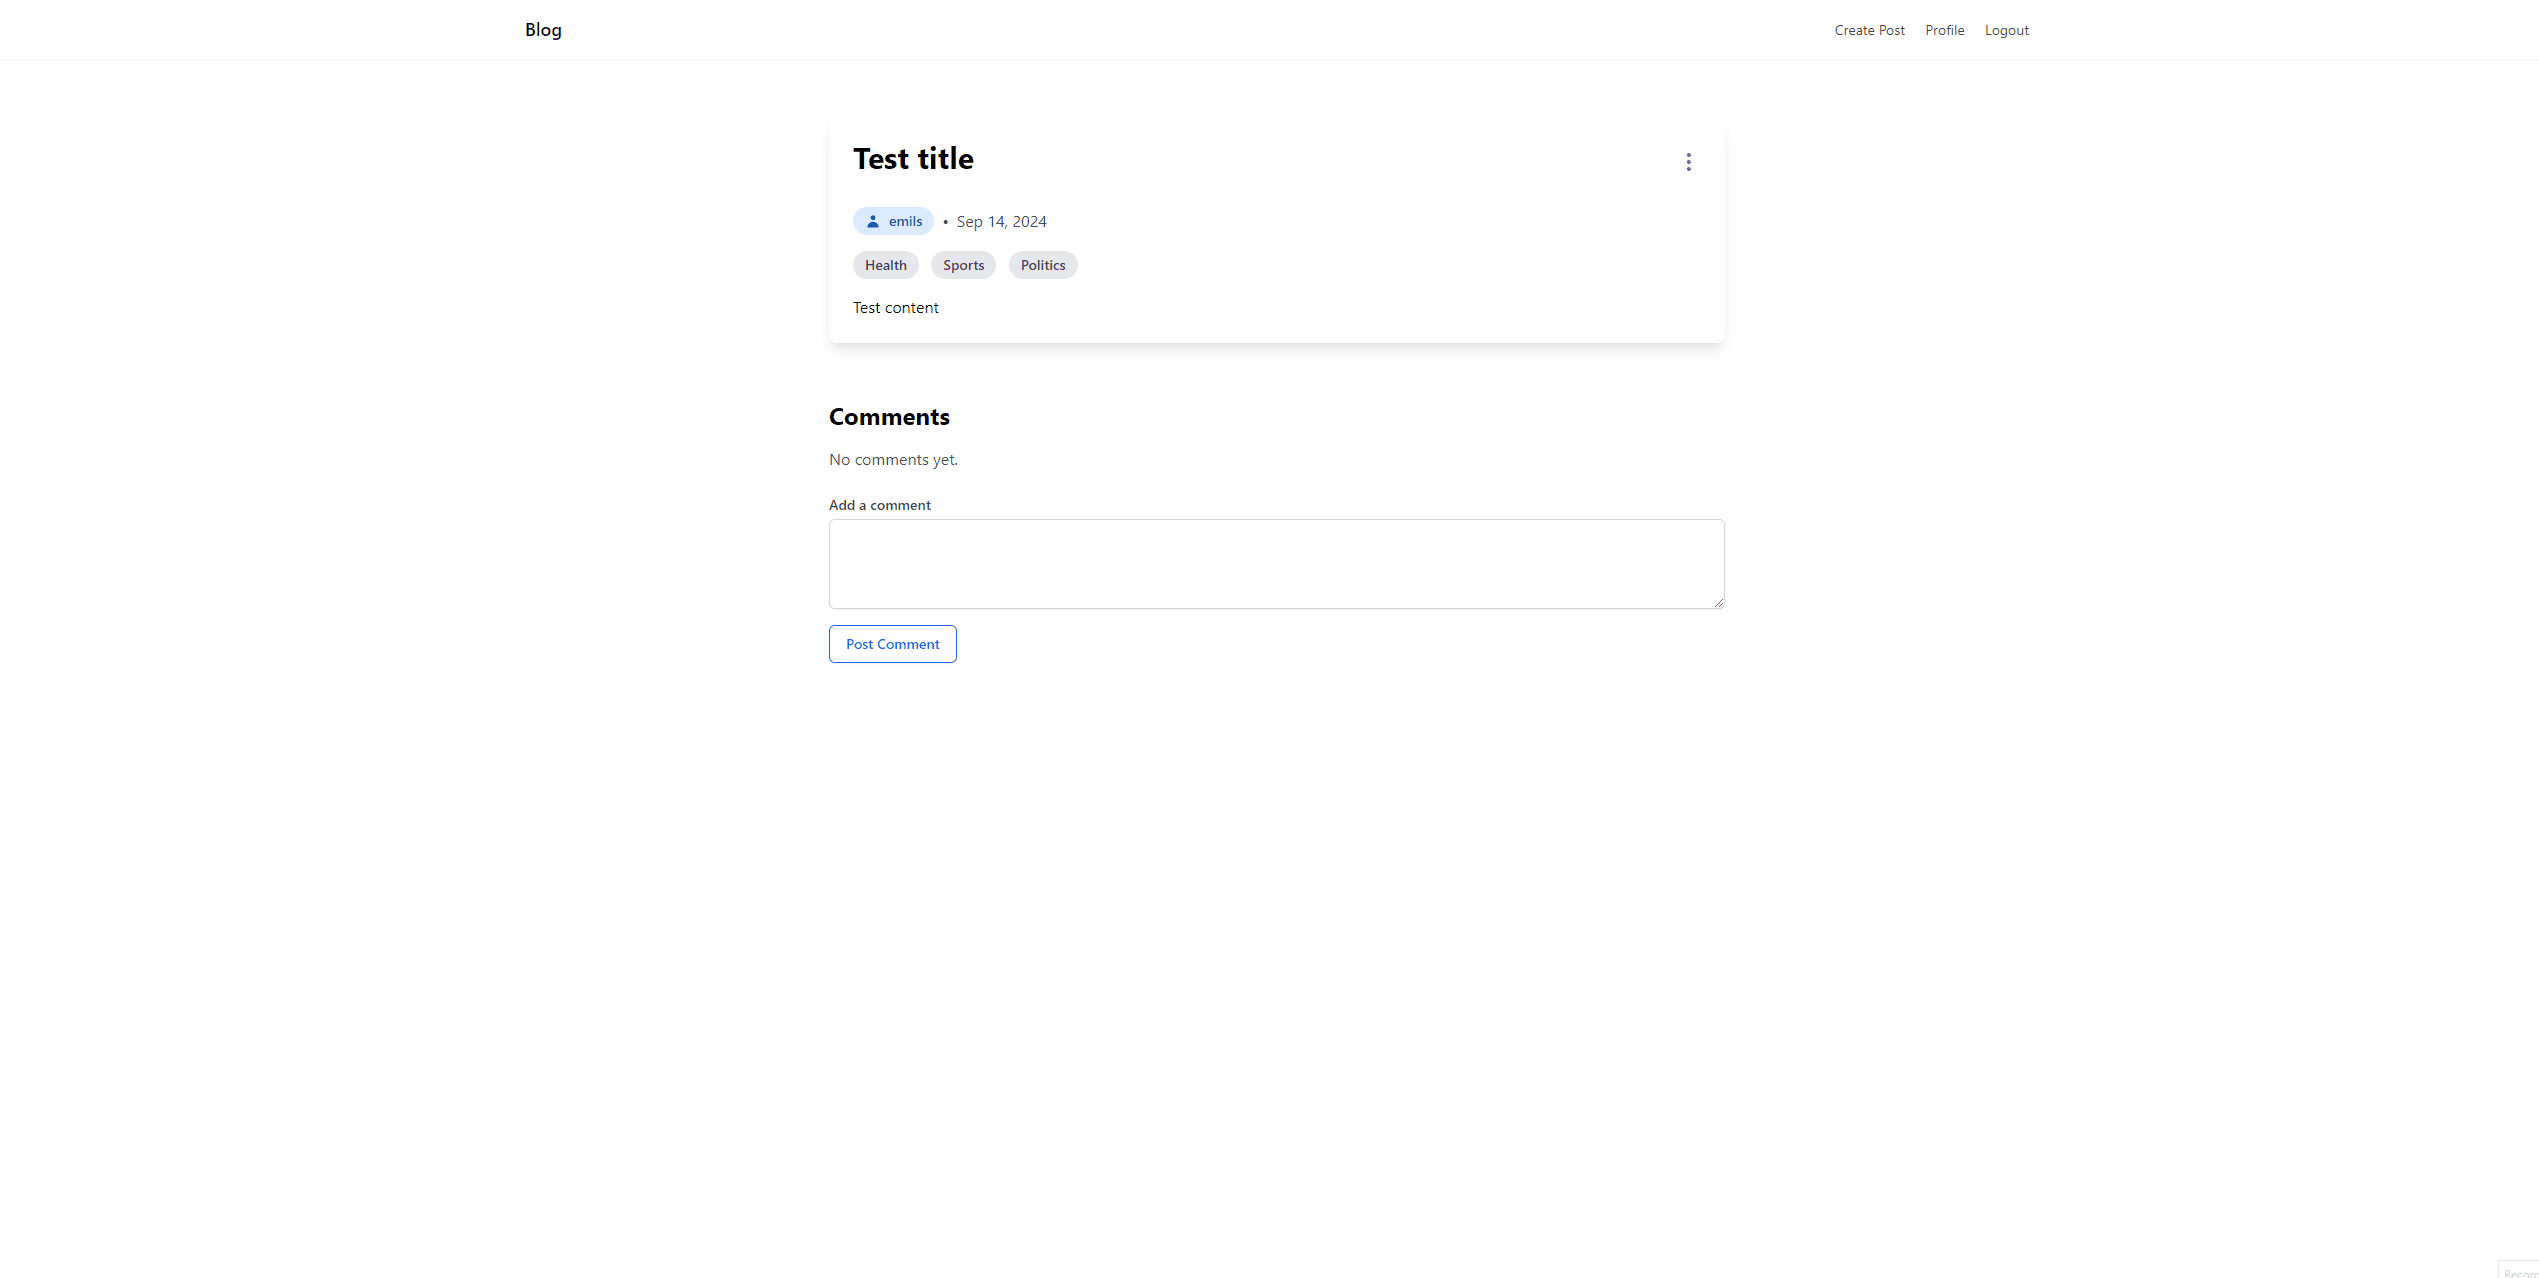 Blog
Create Post Profile Logout
Test title
emils • Sep 14, 2024
Health Sports Politics
Test content
Comments
No comments yet.
Add a comment
Post Comment